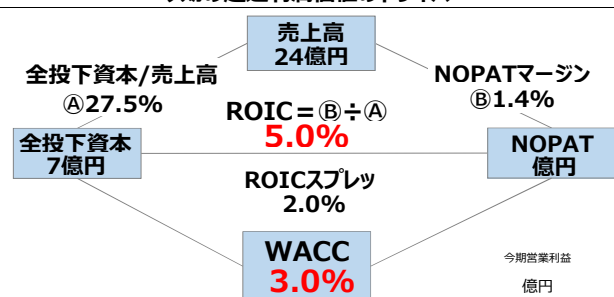 売上高
24億円
全投下資本/売上高
Ⓐ27.5%
NOPATマージン
Ⓑ1.4%
ROIC=Ⓑ÷Ⓐ
5.0%
全投下資本
7億円
NOPAT
億円
ROICスプレッ
2.0%
WACC
3.0%
今期営業利益
億円